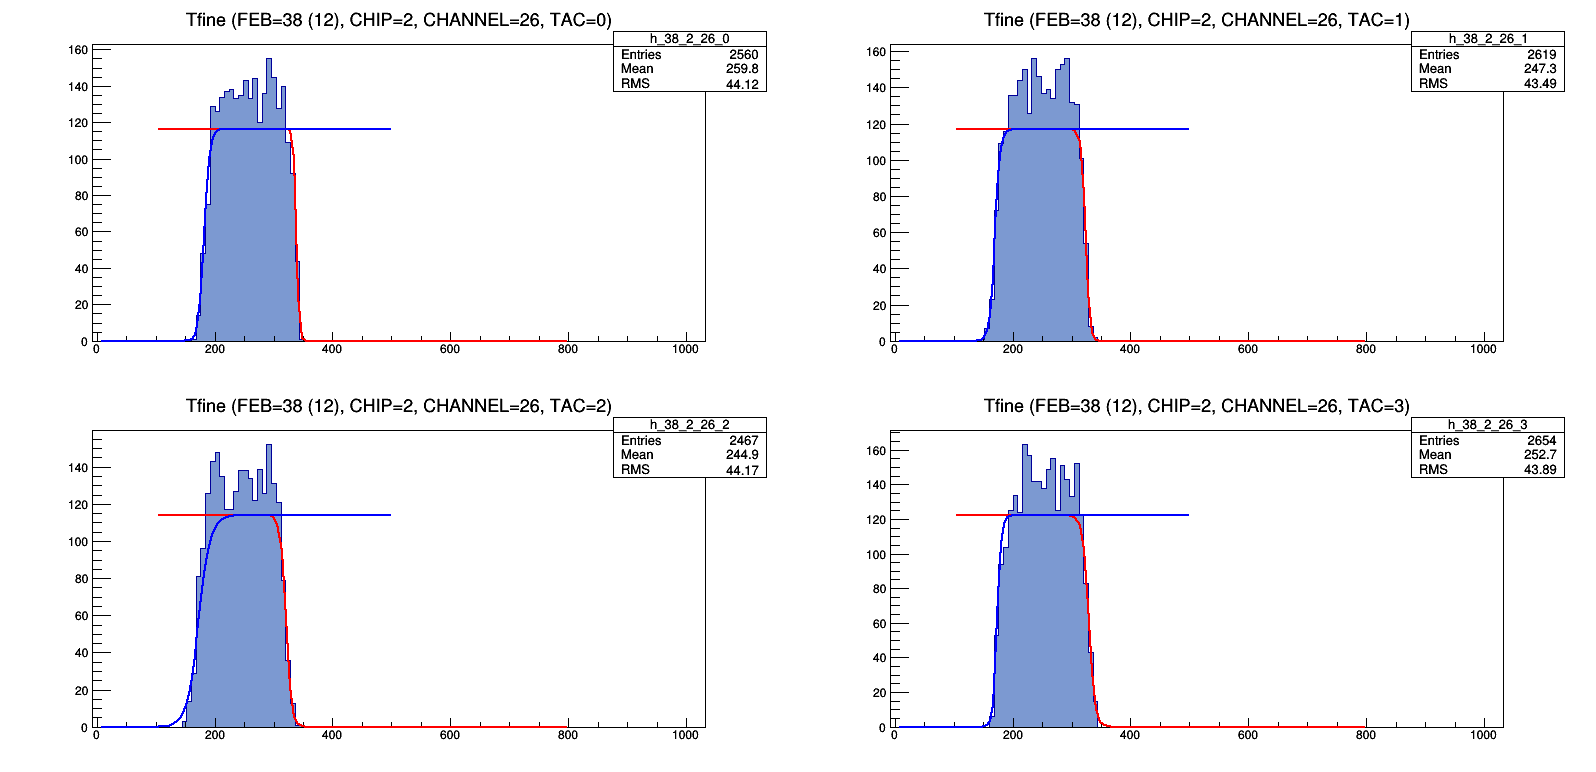 Tfine (FEB=38 (12), CHIP=2, CHANNEL=26, TAC=0)
h_38_2_26_0
Entries 2560
Mean 259.8
RMS 44.12
160
140
120
100
80
60
40
20
0
0 200 400 600 800 1000
Tfine (FEB=38 (12), CHIP=2, CHANNEL=26, TAC=1)
h_38_2_26_1
Entries 2619
Mean 247.3
RMS 43.49
160
140
120
100
80
60
40
20
0
0 200 400 600 800 1000
Tfine (FEB=38 (12), CHIP=2, CHANNEL=26, TAC=2)
h_38_2_26_2
Entries 2467
Mean 244.9
RMS 44.17
140
120
100
80
60
40
20
0
0 200 400 600 800 1000
Tfine (FEB=38 (12), CHIP=2, CHANNEL=26, TAC=3)
h_38_2_26_3
Entries 2654
Mean 252.7
RMS 43.89
160
140
120
100
80
60
40
20
0
0 200 400 600 800 1000